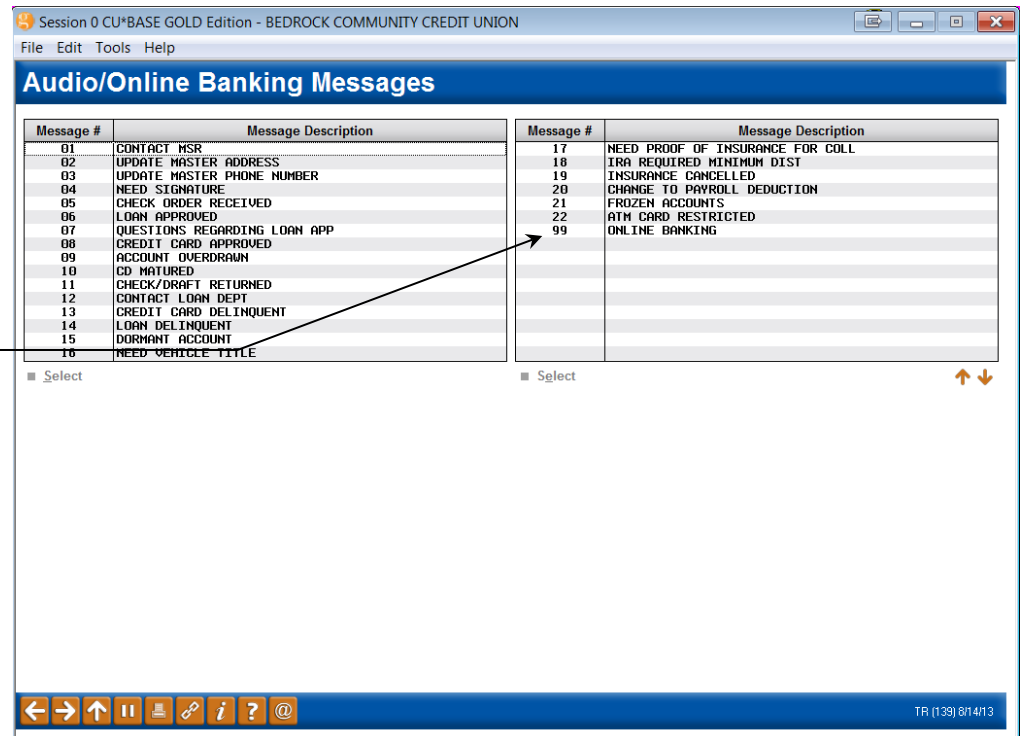 Session 0 CU*BASE GOLD Edition - BEDROCK COMMUNITY CREDIT UNION
File Edit Tools Help
Audio/Online Banking Messages
Message # Message Description
01 CONTACT MSR
02 UPDATE MASTER ADDRESS
03 UPDATE MASTER PHONE NUMBER
04 NEED SIGNATURE
05 CHECK ORDER RECEIVED
06 LOAN APPROVED
07 QUESTIONS REGARDING LOAN APP
08 CREDIT CARD APPROVED
09 ACCOUNT OVERDRAWN
10 CD MATURED
11 CHECK/DRAFT RETURNED
12 CONTACT LOAN DEPT
13 CREDIT CARD DELINQUENT
14 LOAN DELINQUENT
15 DORMANT ACCOUNT
16 NEED VEHICLE TITLE
Select
Message # Message Description
17 NEED PROOF OF INSURANCE FOR COLL
18 IRA REQUIRED MINIMUM DIST
19 INSURANCE CANCELLED
20 CHANGE TO PAYROLL DEDUCTION
21 FROZEN ACCOUNTS
22 ATM CARD RESTRICTED
99 ONLINE BANKING
Select
TR (139) 8/14/13